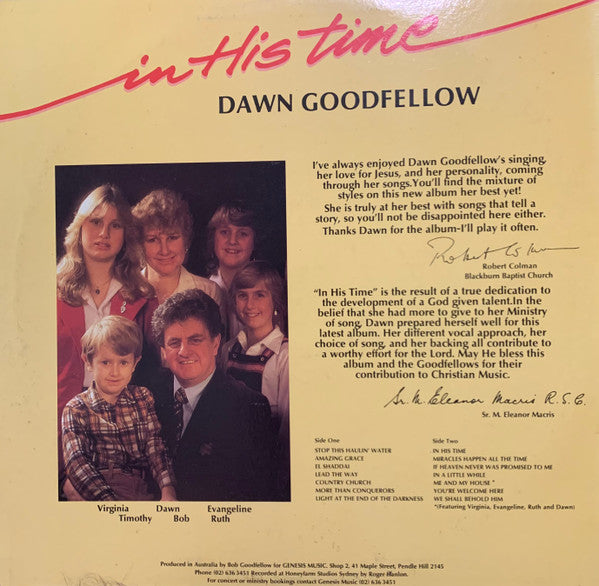 in His time
DAWN GOODFELLOW
I've always enjoyed Dawn Goodfellow's singing,
her love for Jesus, and her personality, coming
through her songs.You'll find the mixture of
styles on this new album her best yet!
She is truly at her best with songs that tell a
story, so you'll not be disappointed here either.
Thanks Dawn for the album-I'll play it often.
Robert Colman
Robert Colman
Blackburn Baptist Church
"In His Time" is the result of a true dedication to
the development of a God given talent.In the
belief that she had more to give to her Ministry
of song, Dawn prepared herself well for this
latest album. Her different vocal approach, her
choice of song, and her backing all contribute to
a worthy effort for the Lord. May He bless this
album and the Goodfellows for their
contribution to Christian Music.
Sr. M. Eleanor Macris R.S.C.
Sr. M. Eleanor Macris
Virginia Dawn Evangeline
Timothy Bob Ruth
Side One
STOP THIS HAULIN' WATER
AMAZING GRACE
EL SHADDAI
LEAD THE WAY
COUNTRY CHURCH
MORE THAN CONQUERORS
LIGHT AT THE END OF THE DARKNESS
Side Two
IN HIS TIME
MIRACLES HAPPEN ALL THE TIME
IF HEAVEN NEVER WAS PROMISED TO ME
IN A LITTLE WHILE
ME AND MY HOUSE *
YOU'RE WELCOME HERE
WE SHALL BEHOLD HIM
*(Featuring Virginia, Evangeline, Ruth and Dawn)
Produced in Australia by Bob Goodfellow for GENESIS MUSIC. Shop 2, 41 Maple Street, Pendle Hill 2145
Phone (02) 636 3451 Recorded at Honeyfarm Studios Sydney by Roger Hanlon.
For concert or ministry bookings contact Genesis Music (02) 636 3451.